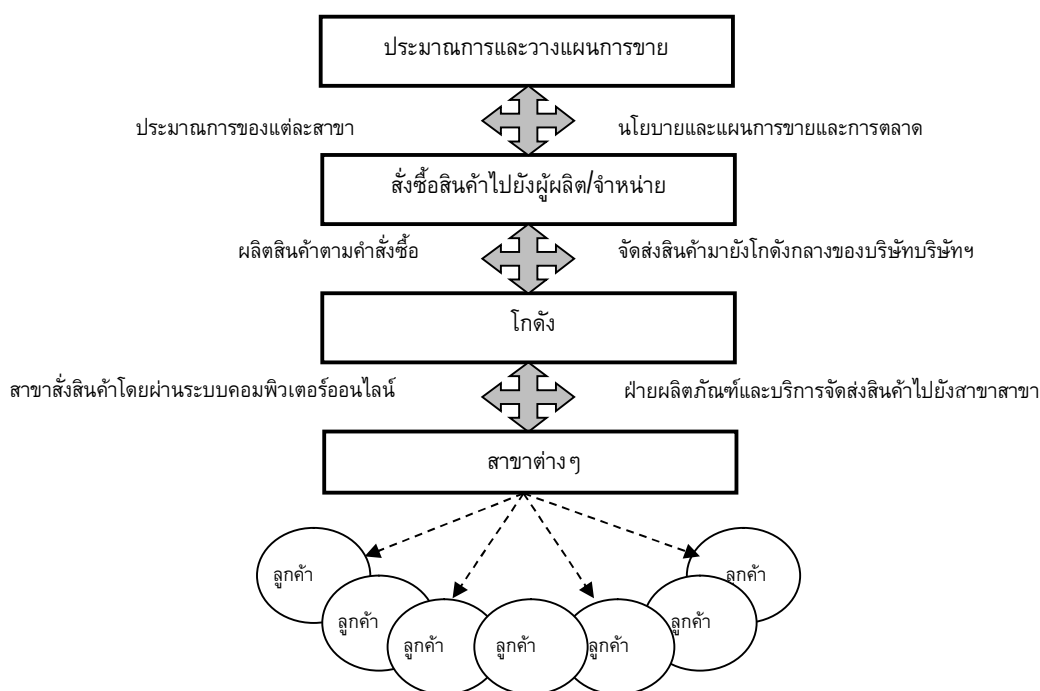 ประมาณการและวางแผนการขาย
ประมาณการของแต่ละสาขา
นโยบายและแผนการขายและการตลาด
สั่งซื้อสินค้าไปยังผู้ผลิต/จำหน่าย
ผลิตสินค้าตามคำสั่งซื้อ
จัดส่งสินค้ามายังโกดังกลางของบริษัทบริษัทฯ
โกดัง
สาขาสั่งสินค้าโดยผ่านระบบคอมพิวเตอร์ออนไลน์
ฝ่ายผลิตภัณฑ์และบริการจัดส่งสินค้าไปยังสาขาสาขา
สาขาต่าง ๆ
ลูกค้า
ลูกค้า
ลูกค้า
ลูกค้า
ลูกค้า
ลูกค้า
ลูกค้า